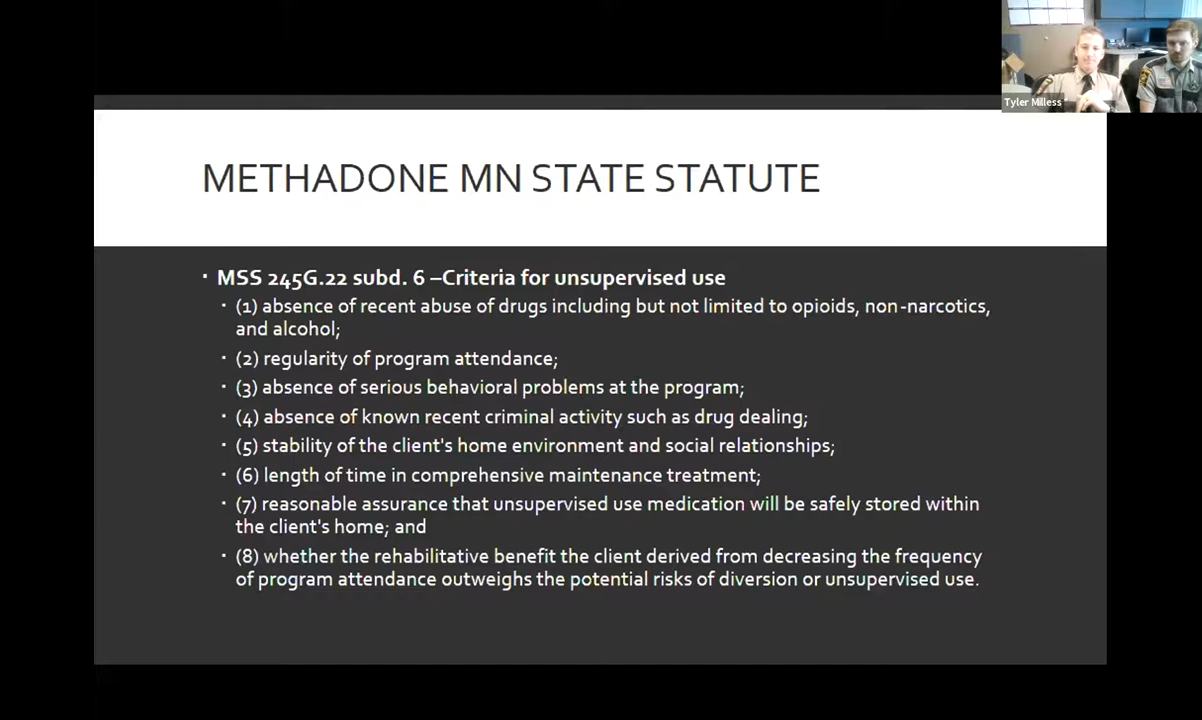 Tyler Milless
METHADONE MN STATE STATUTE
MSS 245G.22 subd. 6 –Criteria for unsupervised use
(1) absence of recent abuse of drugs including but not limited to opioids, non-narcotics,
and alcohol;
(2) regularity of program attendance;
(3) absence of serious behavioral problems at the program;
(4) absence of known recent criminal activity such as drug dealing;
(5) stability of the client's home environment and social relationships;
(6) length of time in comprehensive maintenance treatment;
(7) reasonable assurance that unsupervised use medication will be safely stored within
the client's home; and
(8) whether the rehabilitative benefit the client derived from decreasing the frequency
of program attendance outweighs the potential risks of diversion or unsupervised use.